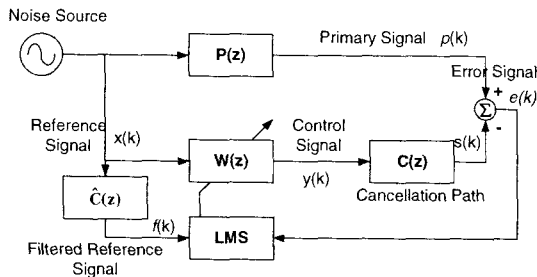 Noise Source
P(z)
Primary Signal p(k)
Error Signal
+
e(k)
Σ
-
Reference
Signal
x(k)
W(z)
Control
Signal
y(k)
C(z)
s(k)
Cancellation Path
Ĉ(z)
f(k)
LMS
Filtered Reference
Signal